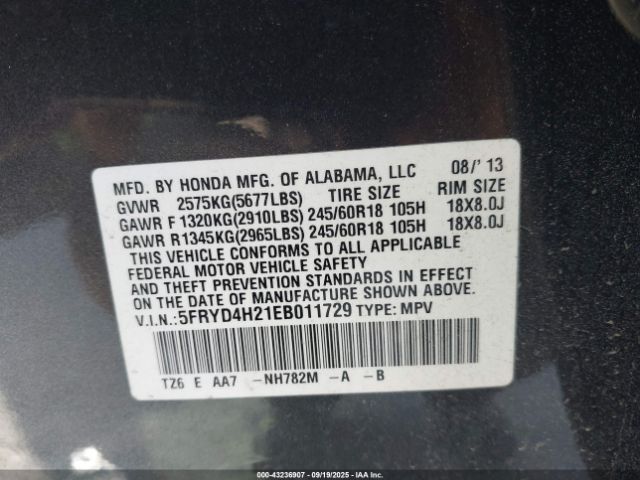 MFD. BY HONDA MFG. OF ALABAMA, LLC 08/'13
GVWR 2575KG(5677LBS) TIRE SIZE RIM SIZE
GAWR F 1320KG(2910LBS) 245/60R18 105H 18X8.0J
GAWR R1345KG(2965LBS) 245/60R18 105H 18X8.0J
THIS VEHICLE CONFORMS TO ALL APPLICABLE
FEDERAL MOTOR VEHICLE SAFETY
AND THEFT PREVENTION STANDARDS IN EFFECT
ON THE DATE OF MANUFACTURE SHOWN ABOVE.
V.I.N.:5FRYD4H21EB011729 TYPE: MPV
TZ6 E AA7 -NH782M -A -B
© IAA - 43236907 - 09/19/2025 - IAAI.COM